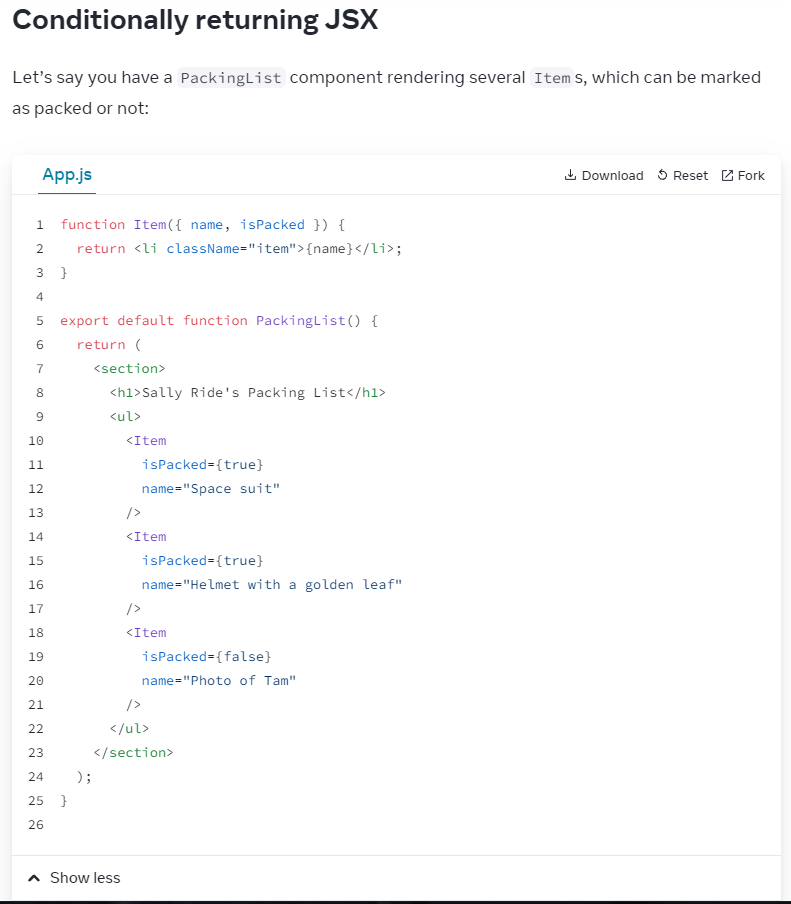 Conditionally returning JSX
Let's say you have a PackingList component rendering several Items, which can be marked
as packed or not:
App.js Download Reset Fork
1 function Item({ name, isPacked }) {
2   return <li className="item">{name}</li>;
3 }
4
5 export default function PackingList() {
6   return (
7     <section>
8       <h1>Sally Ride's Packing List</h1>
9       <ul>
10         <Item
11           isPacked={true}
12           name="Space suit"
13         />
14         <Item
15           isPacked={true}
16           name="Helmet with a golden leaf"
17         />
18         <Item
19           isPacked={false}
20           name="Photo of Tam"
21         />
22       </ul>
23     </section>
24   );
25 }
26
Show less